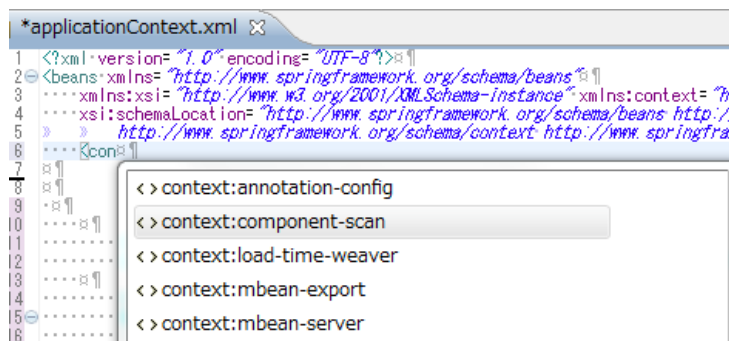 *applicationContext.xml
1 <?xml version="1.0" encoding="UTF-8"?>
2 <beans xmlns="http://www.springframework.org/schema/beans"
3 xmlns:xsi="http://www.w3.org/2001/XMLSchema-instance" xmlns:context="h
4 xsi:schemaLocation="http://www.springframework.org/schema/beans http:/
5 http://www.springframework.org/schema/context http://www.springfra
6 <con
7
8
9
10
11
12
13
14
15
16
<> context:annotation-config
<> context:component-scan
<> context:load-time-weaver
<> context:mbean-export
<> context:mbean-server